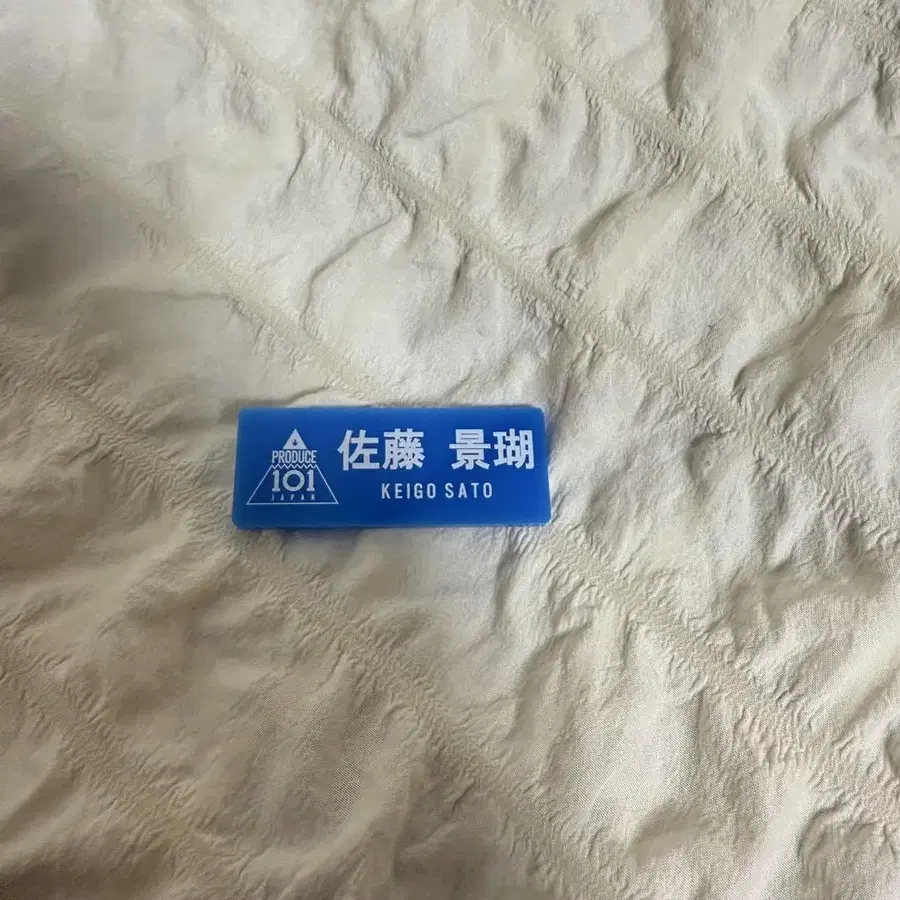 PRODUCE
101
JAPAN
佐藤 景瑚
KEIGO SATO